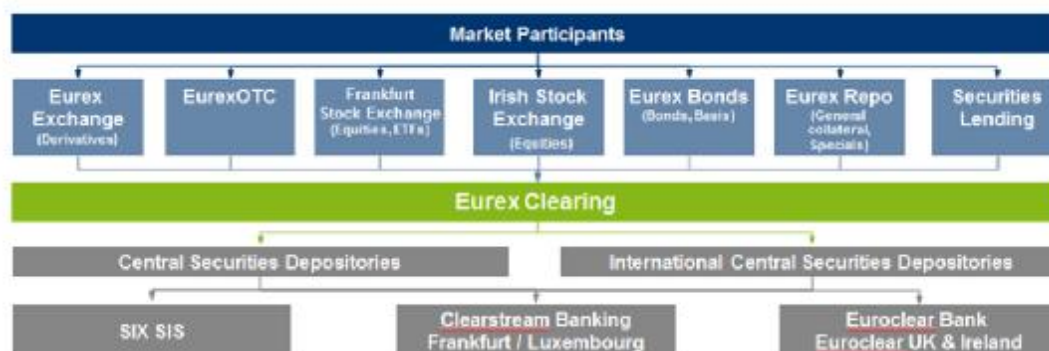 Market Participants
Eurex
Exchange
(Derivatives)
EurexOTC
Frankfurt
Stock Exchange
(Equities, ETFs)
Irish Stock
Exchange
(Equities)
Eurex Bonds
(Bonds, Basis)
Eurex Repo
(General
collateral,
Specials)
Securities
Lending
Eurex Clearing
Central Securities Depositories
International Central Securities Depositories
SIX SIS
Clearstream Banking
Frankfurt / Luxembourg
Euroclear Bank
Euroclear UK & Ireland